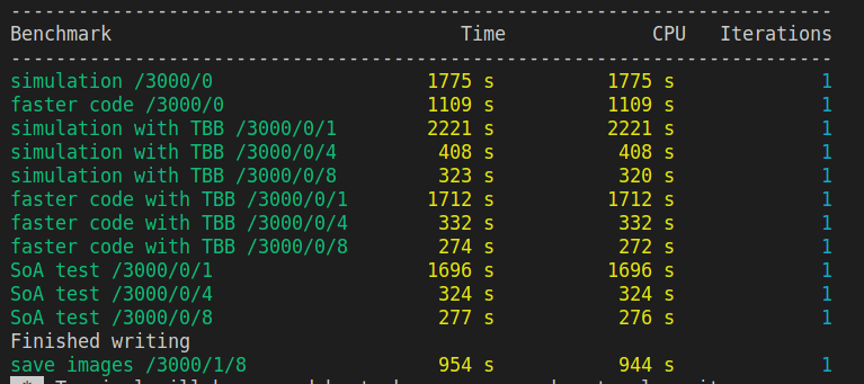 ------------------------------------------------------------------------
Benchmark Time CPU Iterations
------------------------------------------------------------------------
simulation /3000/0 1775 s 1775 s 1
faster code /3000/0 1109 s 1109 s 1
simulation with TBB /3000/0/1 2221 s 2221 s 1
simulation with TBB /3000/0/4 408 s 408 s 1
simulation with TBB /3000/0/8 323 s 320 s 1
faster code with TBB /3000/0/1 1712 s 1712 s 1
faster code with TBB /3000/0/4 332 s 332 s 1
faster code with TBB /3000/0/8 274 s 272 s 1
SoA test /3000/0/1 1696 s 1696 s 1
SoA test /3000/0/4 324 s 324 s 1
SoA test /3000/0/8 277 s 276 s 1
Finished writing
save images /3000/1/8 954 s 944 s 1